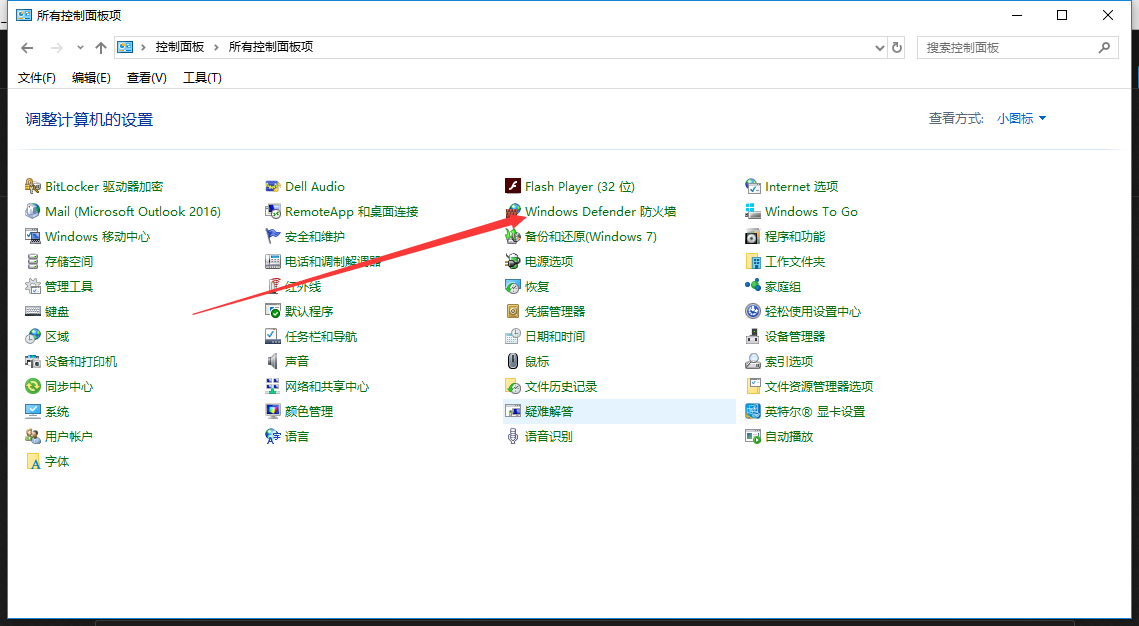 所有控制面板项
控制面板 › 所有控制面板项
搜索控制面板
文件(F) 编辑(E) 查看(V) 工具(T)
调整计算机的设置
查看方式: 小图标
BitLocker 驱动器加密 Dell Audio Flash Player (32 位) Internet 选项
Mail (Microsoft Outlook 2016) RemoteApp 和桌面连接 Windows Defender 防火墙 Windows To Go
Windows 移动中心 安全和维护 备份和还原(Windows 7) 程序和功能
存储空间 电话和调制解调器 电源选项 工作文件夹
管理工具 红外线 恢复 家庭组
键盘 默认程序 凭据管理器 轻松使用设置中心
区域 任务栏和导航 日期和时间 设备管理器
设备和打印机 声音 鼠标 索引选项
同步中心 网络和共享中心 文件历史记录 文件资源管理器选项
系统 颜色管理 疑难解答 英特尔® 显卡设置
用户帐户 语言 语音识别 自动播放
字体